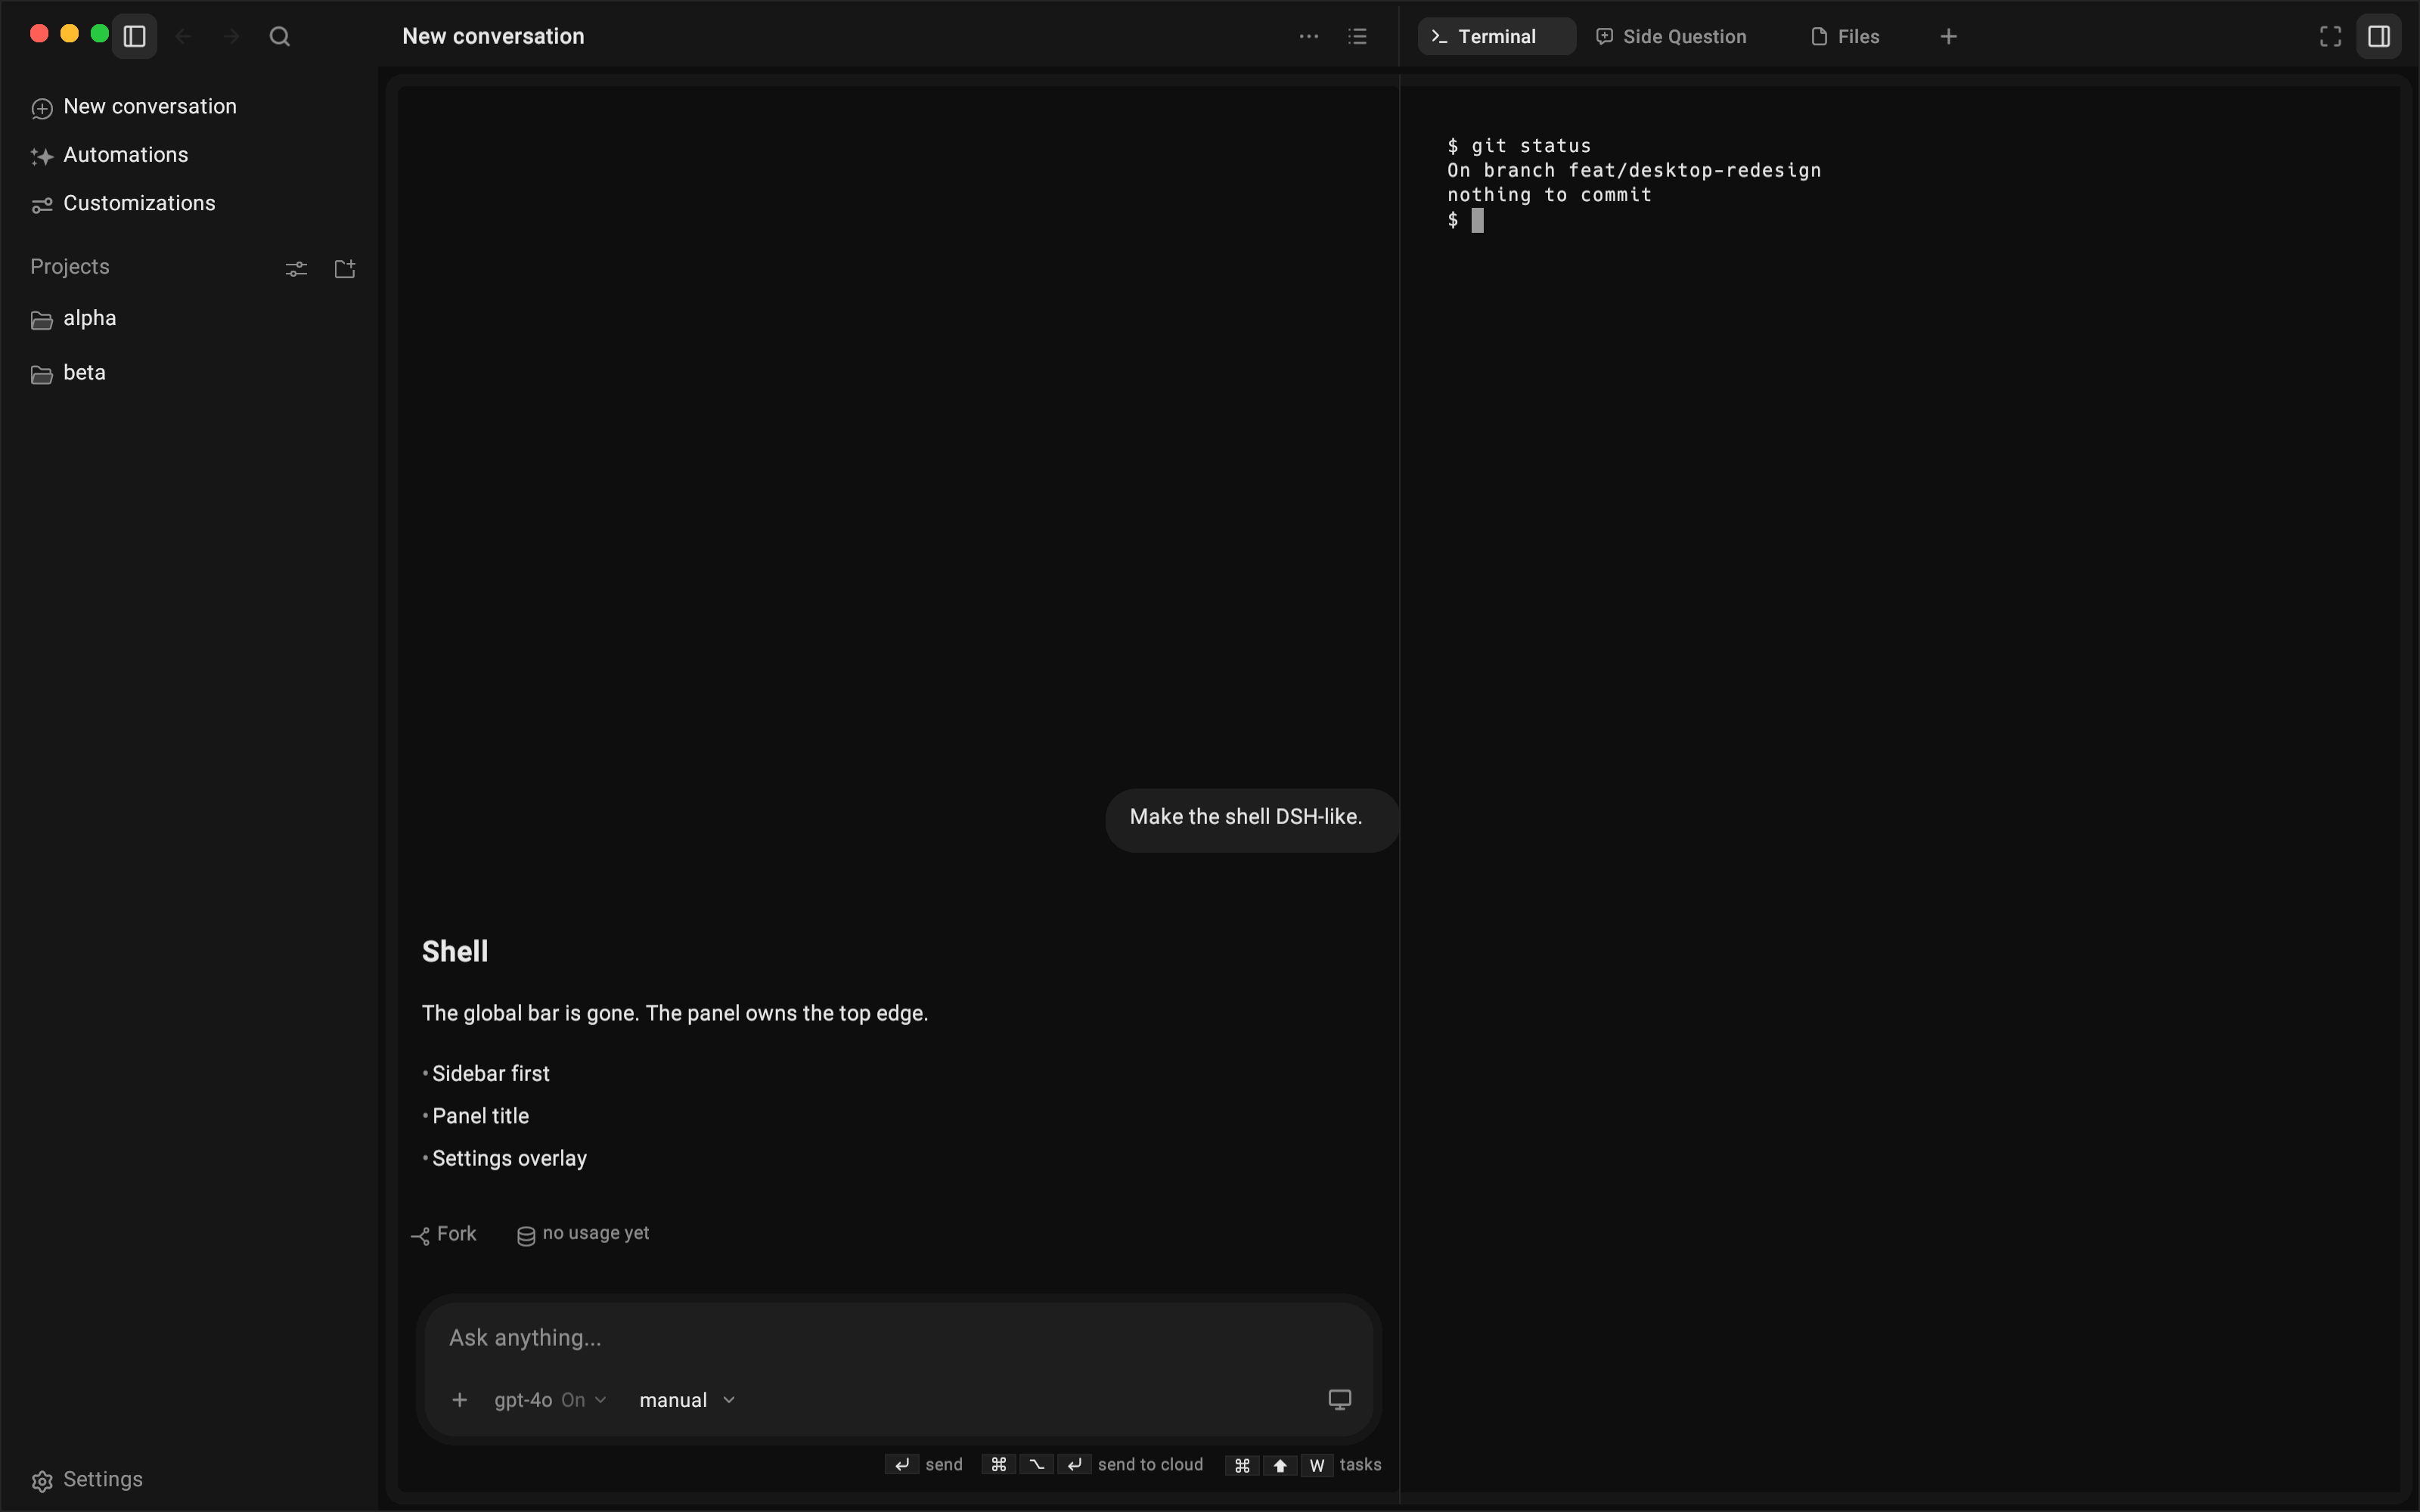 New conversation
Terminal
Side Question
Files
New conversation
Automations
Customizations
Projects
alpha
beta
Settings
Make the shell DSH-like.
Shell
The global bar is gone. The panel owns the top edge.
• Sidebar first
• Panel title
• Settings overlay
Fork no usage yet
Ask anything...
gpt-4o On manual
↵ send ⌘ ⌥ ↵ send to cloud ⌘ ⬆ W tasks
$ git status
On branch feat/desktop-redesign
nothing to commit
$